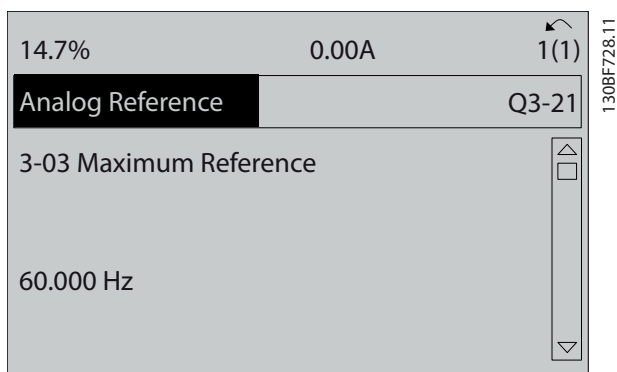 14.7% 0.00A 1(1)
Analog Reference Q3-21
3-03 Maximum Reference
60.000 Hz
130BF728.11